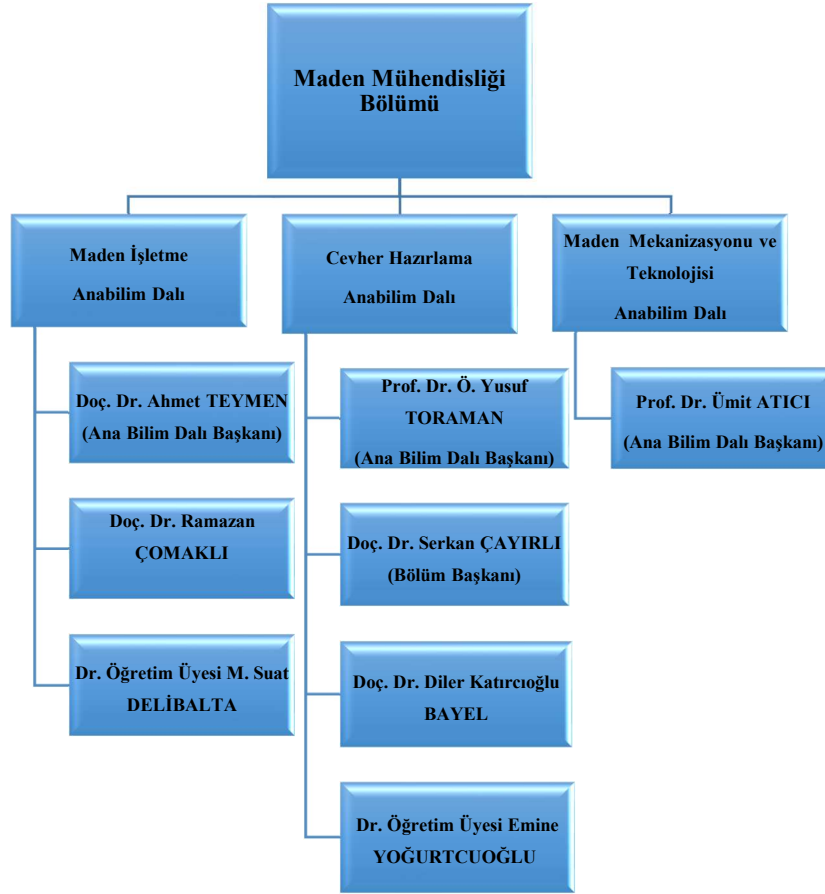 Maden Mühendisliği
Bölümü
Maden İşletme
Anabilim Dalı
Cevher Hazırlama
Anabilim Dalı
Maden Mekanizasyonu ve
Teknolojisi
Anabilim Dalı
Doç. Dr. Ahmet TEYMEN
(Ana Bilim Dalı Başkanı)
Doç. Dr. Ramazan
ÇOMAKLI
Dr. Öğretim Üyesi M. Suat
DELİBALTA
Prof. Dr. Ö. Yusuf
TORAMAN
(Ana Bilim Dalı Başkanı)
Doç. Dr. Serkan ÇAYIRLI
(Bölüm Başkanı)
Doç. Dr. Diler Katırcıoğlu
BAYEL
Dr. Öğretim Üyesi Emine
YOĞURTCUOĞLU
Prof. Dr. Ümit ATICI
(Ana Bilim Dalı Başkanı)